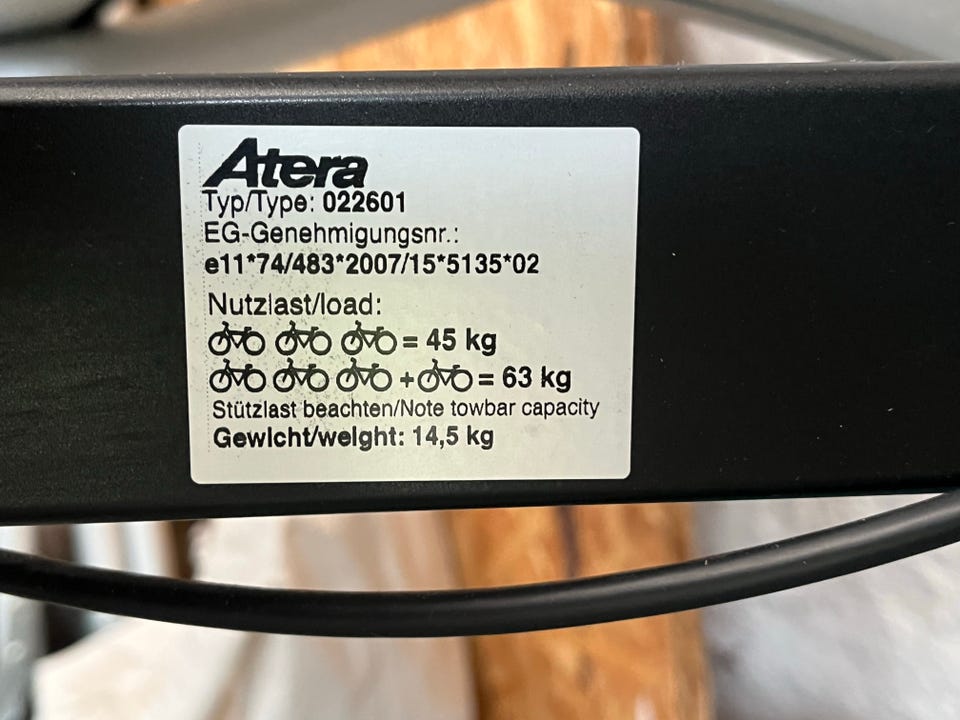 Atera
Typ/Type: 022601
EG-Genehmigungsnr.:
e11*74/483*2007/15*5135*02
Nutzlast/load:
= 45 kg
+ = 63 kg
Stützlast beachten/Note towbar capacity
Gewicht/weight: 14,5 kg